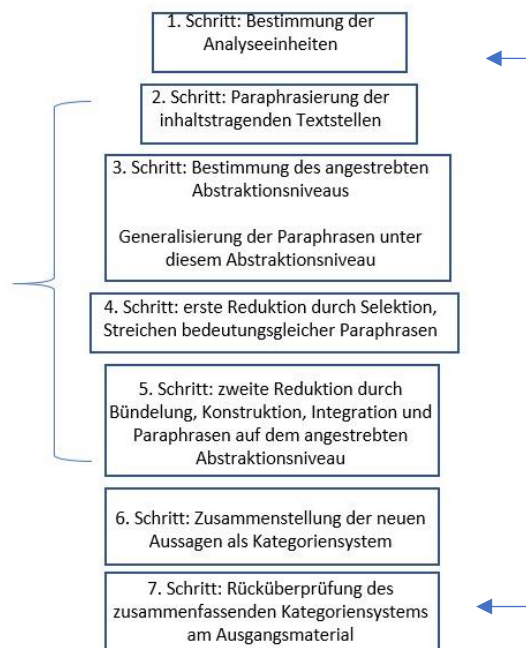 1. Schritt: Bestimmung der
Analyseeinheiten
2. Schritt: Paraphrasierung der
inhaltstragenden Textstellen
3. Schritt: Bestimmung des angestrebten
Abstraktionsniveaus
Generalisierung der Paraphrasen unter
diesem Abstraktionsniveau
4. Schritt: erste Reduktion durch Selektion,
Streichen bedeutungsgleicher Paraphrasen
5. Schritt: zweite Reduktion durch
Bündelung, Konstruktion, Integration und
Paraphrasen auf dem angestrebten
Abstraktionsniveau
6. Schritt: Zusammenstellung der neuen
Aussagen als Kategoriensystem
7. Schritt: Rücküberprüfung des
zusammenfassenden Kategoriensystems
am Ausgangsmaterial